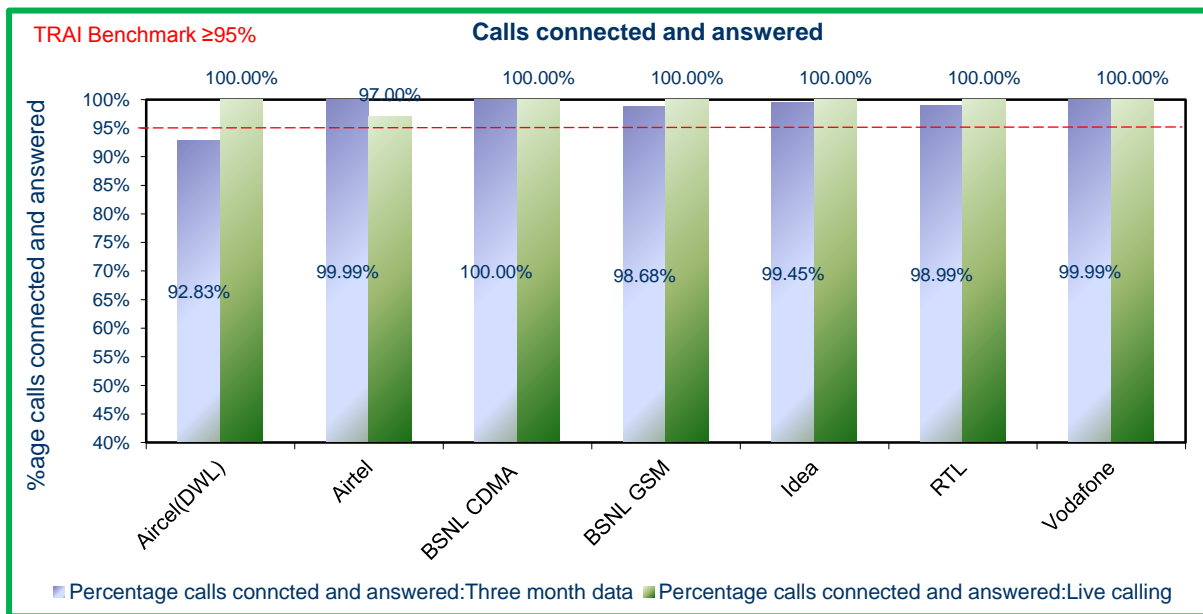 TRAI Benchmark ≥95%
Calls connected and answered
100.00% 100.00% 100.00% 100.00% 100.00% 100.00%
97.00%
%age calls connected and answered
100%
95%
90%
85%
80%
75%
70%
65%
60%
55%
50%
45%
40%
92.83% 99.99% 100.00% 98.68% 99.45% 98.99% 99.99%
Aircel(DWL)
Airtel
BSNL CDMA
BSNL GSM
Idea
RTL
Vodafone
Percentage calls conncted and answered:Three month data
Percentage calls connected and answered:Live calling